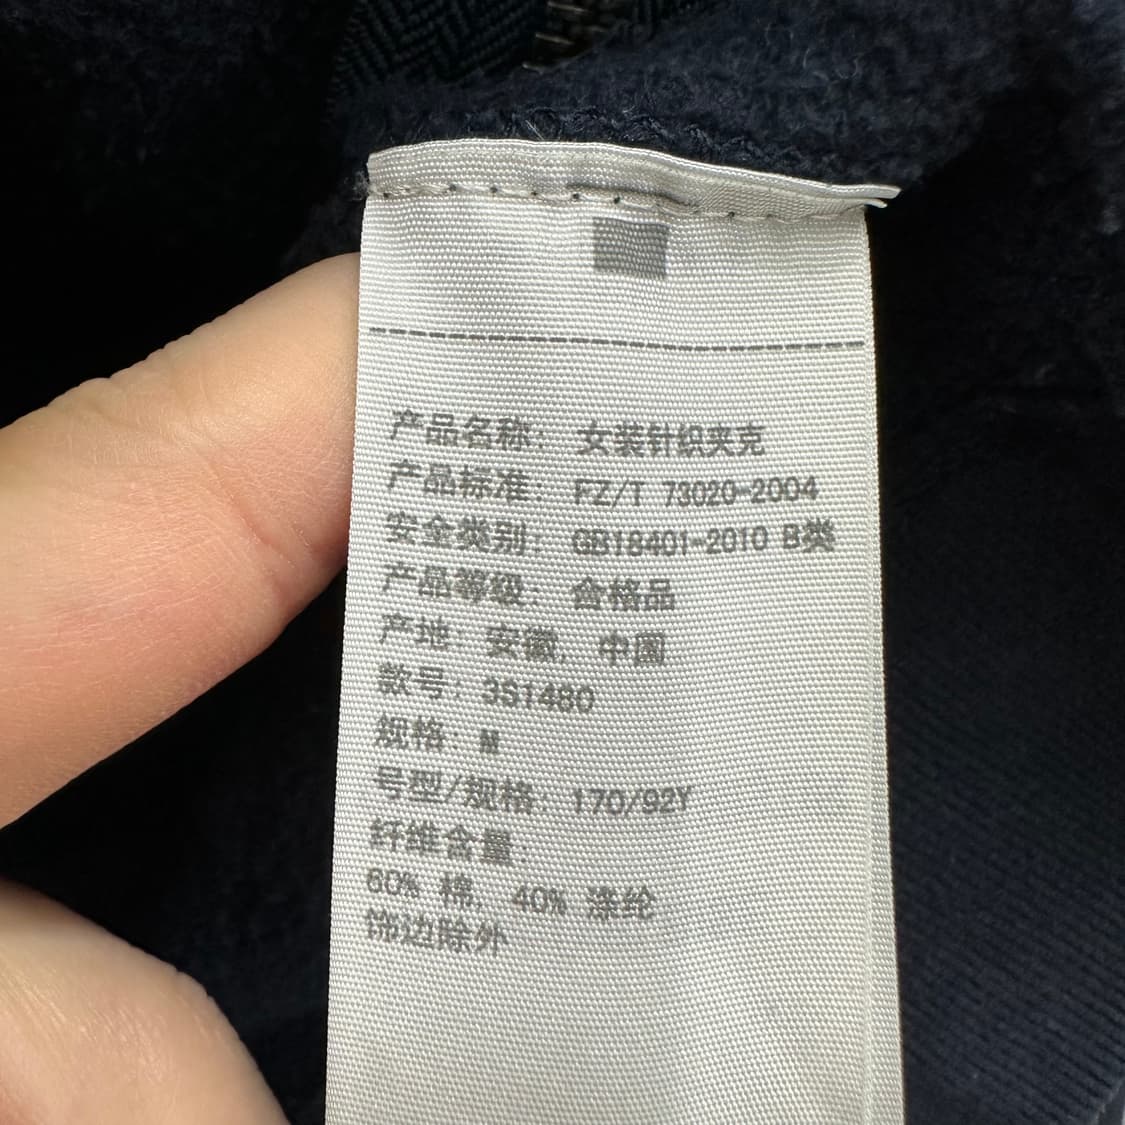 产品名称: 女装针织夹克
产品标准: FZ/T 73020-2004
安全类别: GB18401-2010 B类
产品等级: 合格品
产地: 安徽, 中国
款号: 3S1480
规格: M
号型/规格: 170/92Y
纤维含量:
60% 棉, 40% 涤纶
饰边除外